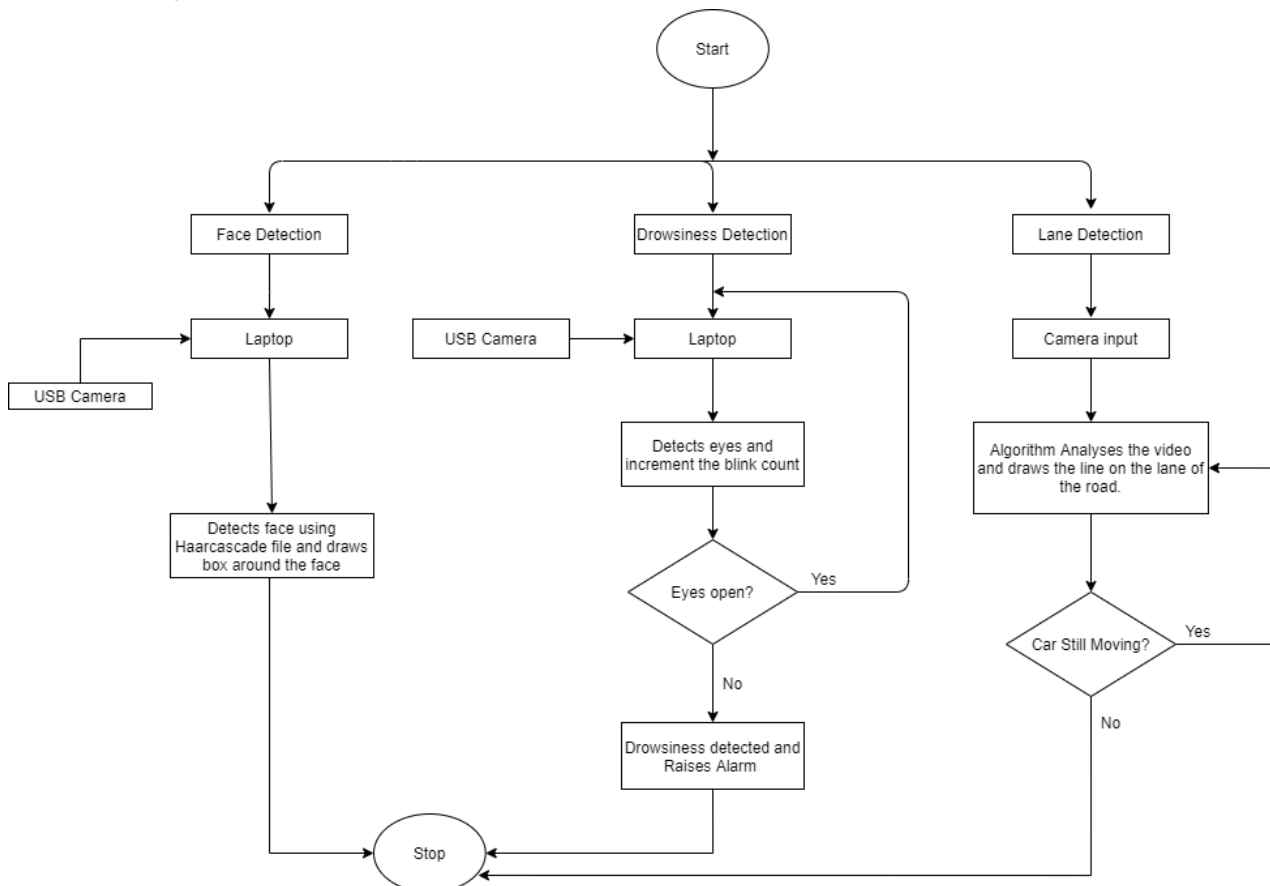 Start
Face Detection
Drowsiness Detection
Lane Detection
Laptop
USB Camera
Laptop
Camera input
USB Camera
Detects eyes and
increment the blink count
Algorithm Analyses the video
and draws the line on the lane of
the road.
Detects face using
Haarcascade file and draws
box around the face
Eyes open?
Yes
Car Still Moving?
Yes
No
No
Drowsiness detected and
Raises Alarm
Stop